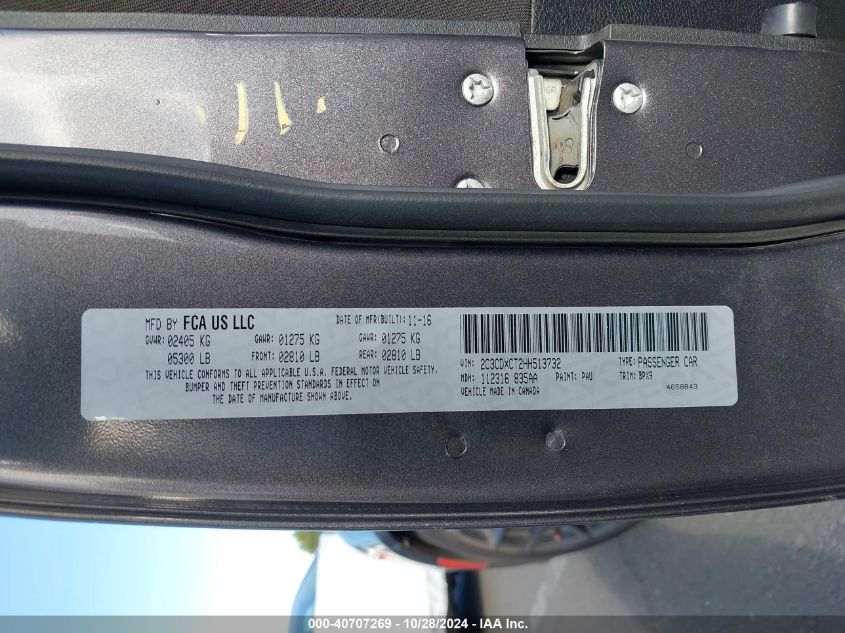 MFD BY FCA US LLC DATE OF MFR(BUILT): 11-16
GVWR: 02405 KG GAWR: 01275 KG GAWR: 01275 KG
05300 LB FRONT: 02810 LB REAR: 02810 LB
THIS VEHICLE CONFORMS TO ALL APPLICABLE U.S.A. FEDERAL MOTOR VEHICLE SAFETY,
BUMPER AND THEFT PREVENTION STANDARDS IN EFFECT ON
THE DATE OF MANUFACTURE SHOWN ABOVE.
VIN: 2C3CDXCT2HH513732 TYPE: PASSENGER CAR
MDH: 112316 835AA PAINT: PAU TRIM: BPX9
VEHICLE MADE IN CANADA 4658843
000-40707269 - 10/28/2024 - IAA Inc.